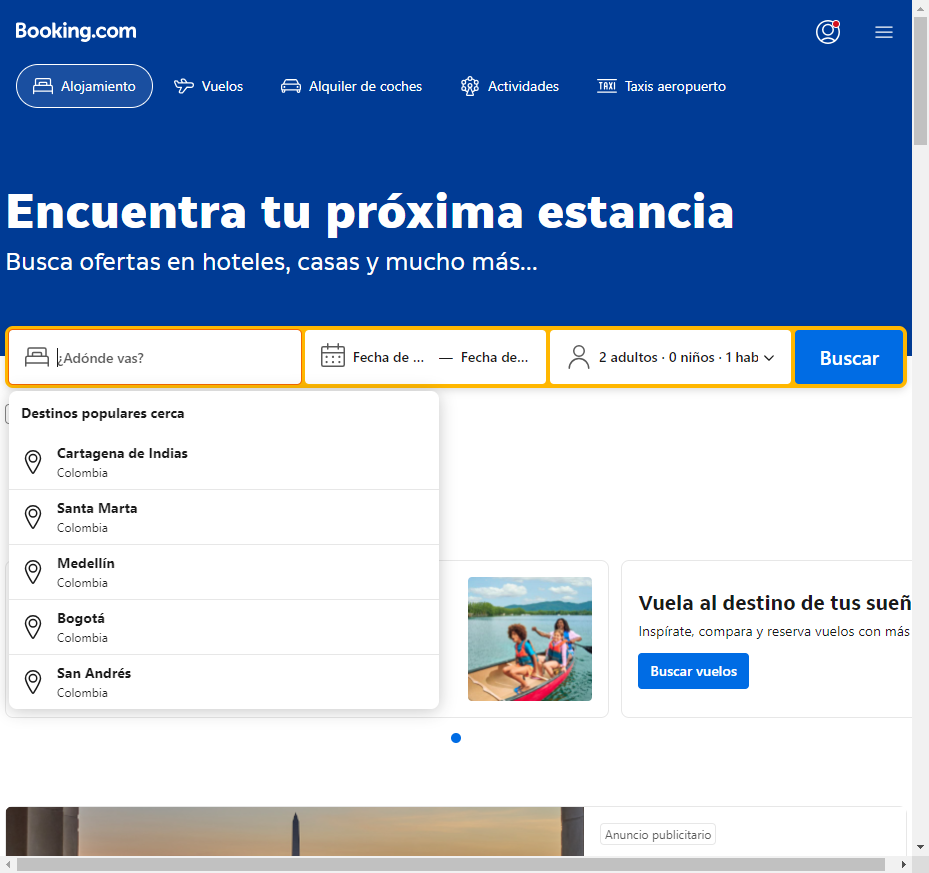 Booking.com
Alojamiento
Vuelos
Alquiler de coches
Actividades
TAXI
Taxis aeropuerto
Encuentra tu próxima estancia
Busca ofertas en hoteles, casas y mucho más...
¿Adónde vas?
Fecha de ... — Fecha de...
2 adultos · 0 niños · 1 hab
Buscar
Destinos populares cerca
Cartagena de Indias
Colombia
Santa Marta
Colombia
Medellín
Colombia
Bogotá
Colombia
San Andrés
Colombia
Vuela al destino de tus sueñ
Inspírate, compara y reserva vuelos con más
Buscar vuelos
Anuncio publicitario